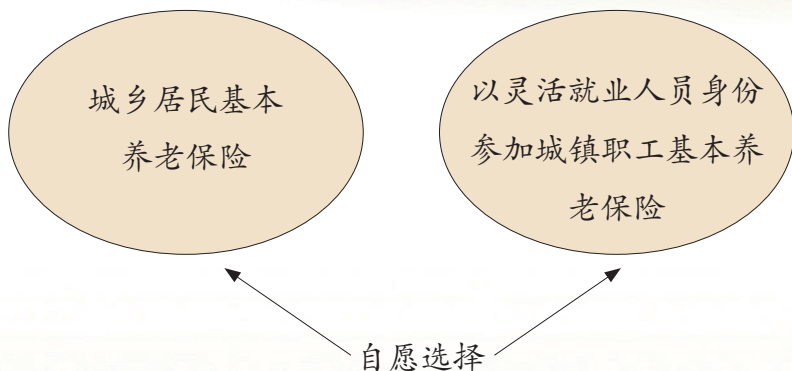 城乡居民基本
养老保险
以灵活就业人员身份
参加城镇职工基本养
老保险
自愿选择